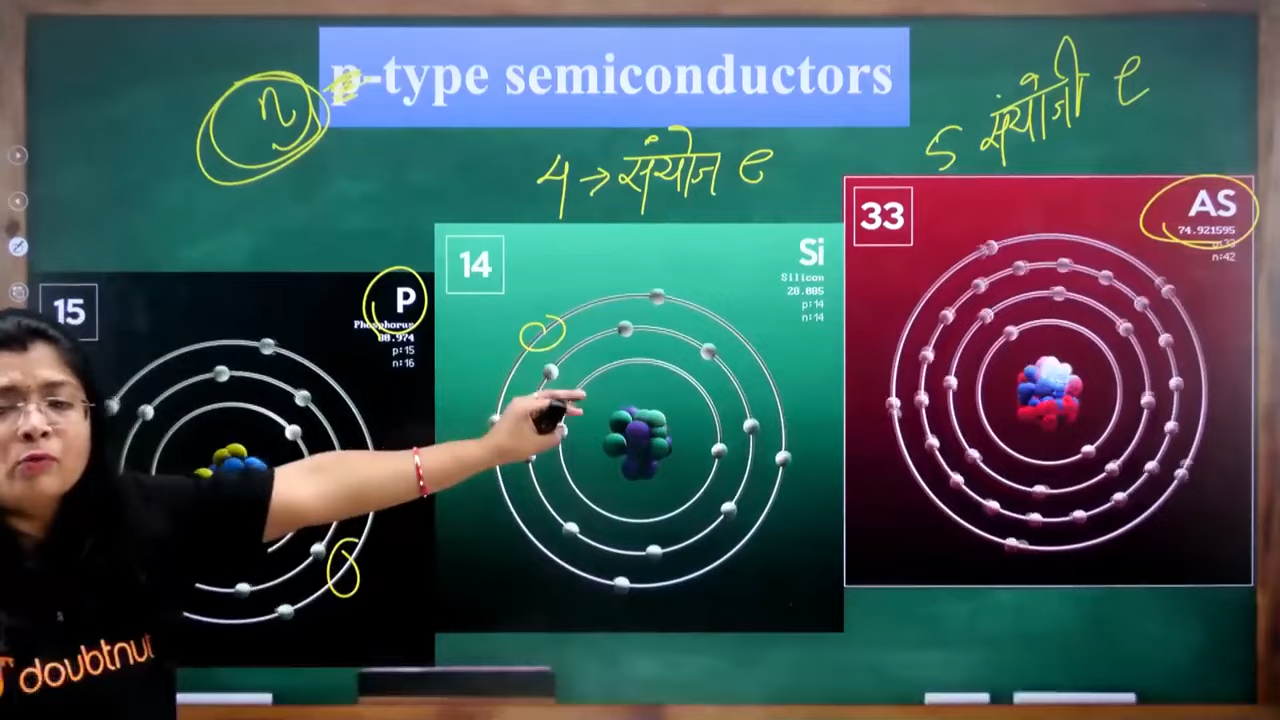 n p-type semiconductors
4 → संयोज e
5 संयोजी e
15
P
Phosphorus
p:15
n:16
14
Si
Silicon
28.085
p:14
n:14
33
AS
74.921595
p:33
n:42
doubtnut